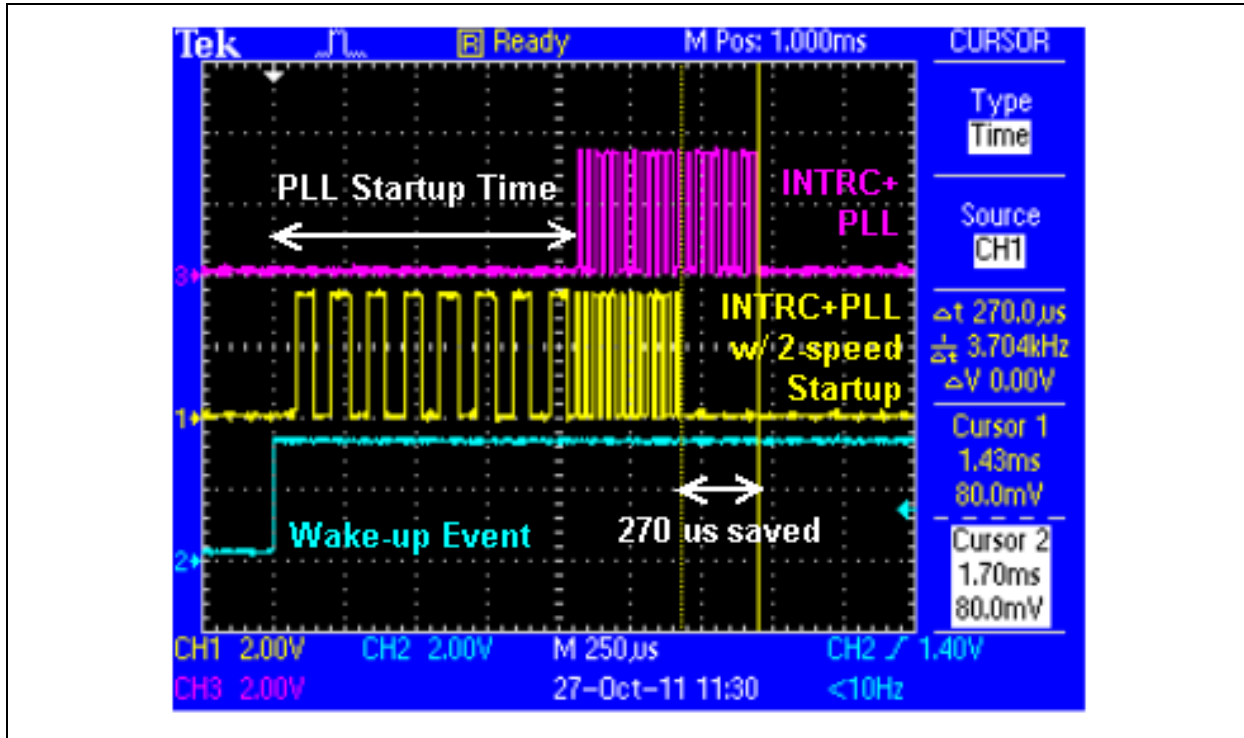 Tek R Ready M Pos: 1.000ms CURSOR
Type
Time
PLL Startup Time
INTRC+
PLL
Source
CH1
3
INTRC+PLL
w/ 2-speed
Startup
Δt 270.0µs
1/Δt 3.704kHz
ΔV 0.00V
1
Cursor 1
1.43ms
80.0mV
Wake-up Event
270 us saved
2
Cursor 2
1.70ms
80.0mV
CH1 2.00V CH2 2.00V M 250µs CH2 / 1.40V
CH3 2.00V 27-Oct-11 11:30 <10Hz